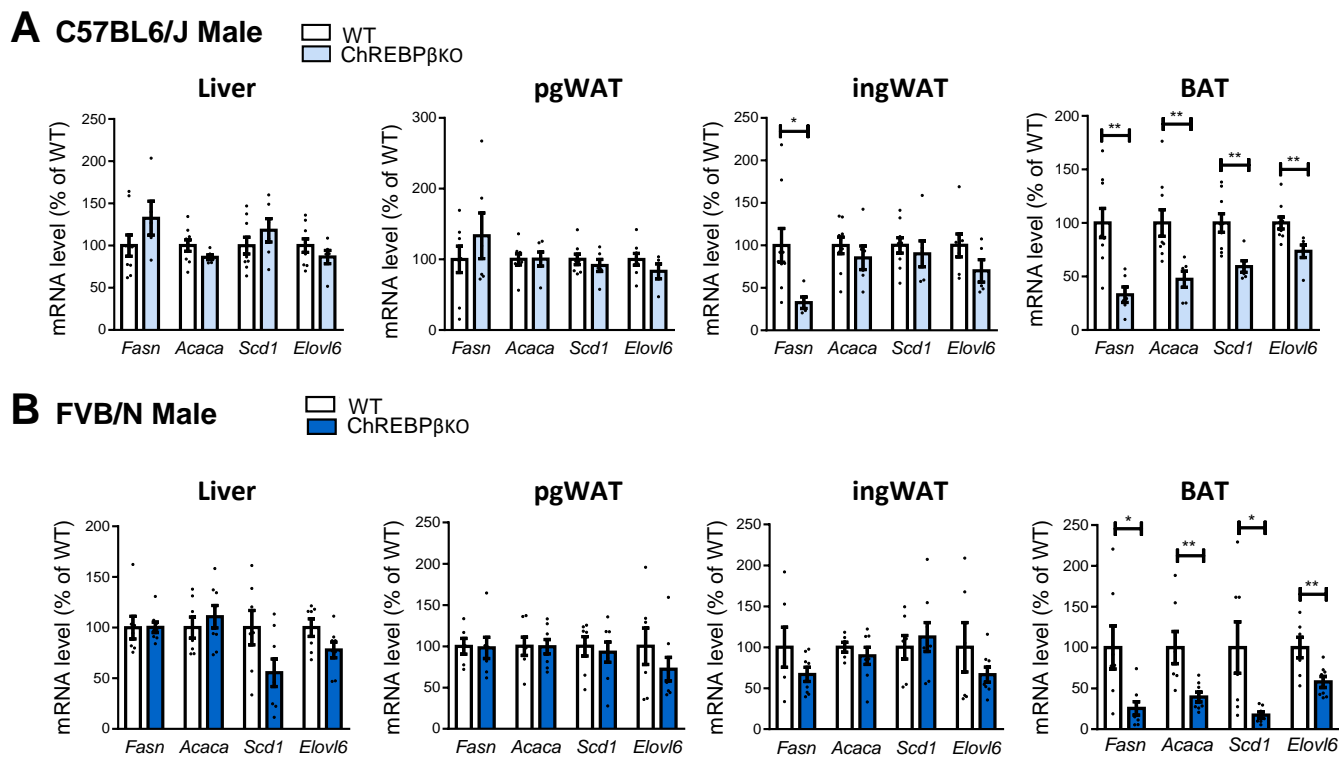 A C57BL6/J Male
WT
ChREBPβKO
Liver
pgWAT
ingWAT
BAT
mRNA level (% of WT)
250
200
150
100
50
0
Fasn Acaca Scd1 Elovl6
mRNA level (% of WT)
300
200
100
0
Fasn Acaca Scd1 Elovl6
mRNA level (% of WT)
250
200
150
100
50
0
*
Fasn Acaca Scd1 Elovl6
mRNA level (% of WT)
200
150
100
50
0
**
**
**
**
Fasn Acaca Scd1 Elovl6
B FVB/N Male
WT
ChREBPβKO
Liver
pgWAT
ingWAT
BAT
mRNA level (% of WT)
200
150
100
50
0
Fasn Acaca Scd1 Elovl6
mRNA level (% of WT)
250
200
150
100
50
0
Fasn Acaca Scd1 Elovl6
mRNA level (% of WT)
250
200
150
100
50
0
Fasn Acaca Scd1 Elovl6
mRNA level (% of WT)
250
200
150
100
50
0
*
**
*
**
Fasn Acaca Scd1 Elovl6